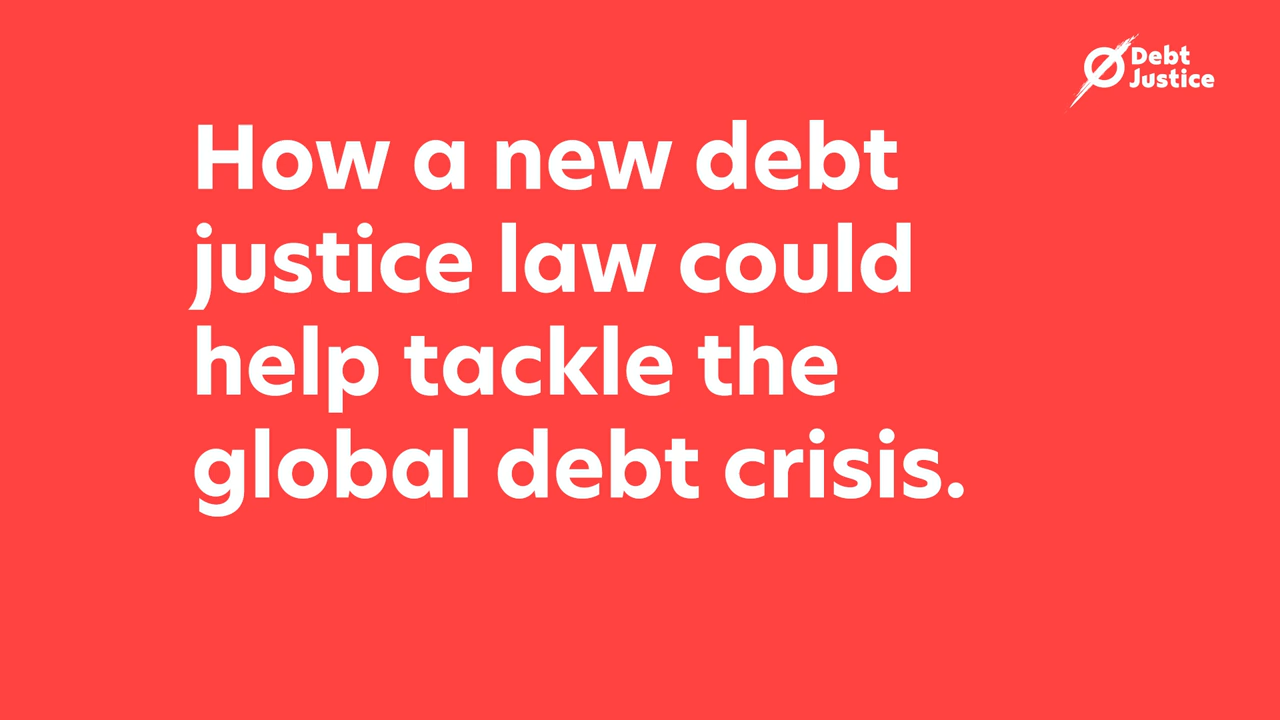 Debt
Justice
How a new debt
justice law could
help tackle the
global debt crisis.